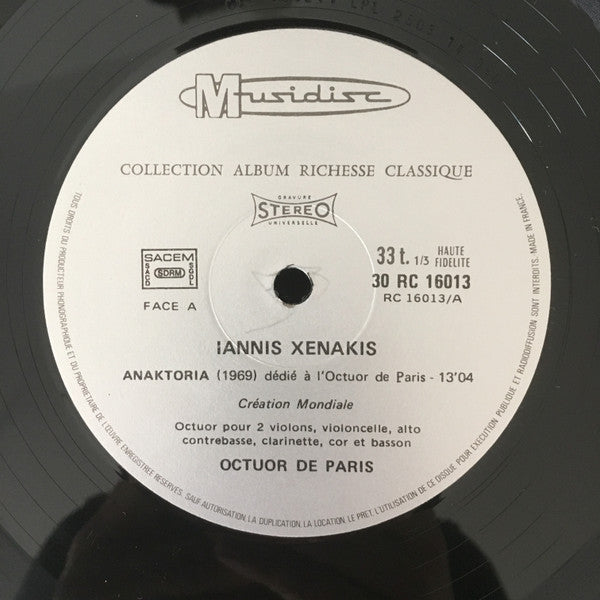 Musidisc
COLLECTION ALBUM RICHESSE CLASSIQUE
GRAVURE
STEREO
UNIVERSELLE
SACEM
SACD
SDRM
SGDL
33 t. 1/3 HAUTE FIDELITE
30 RC 16013
RC 16013/A
FACE A
IANNIS XENAKIS
ANAKTORIA (1969) dédié à l'Octuor de Paris - 13'04
Création Mondiale
Octuor pour 2 violons, violoncelle, alto
contrebasse, clarinette, cor et basson
OCTUOR DE PARIS
TOUS DROITS DU PRODUCTEUR PHONOGRAPHIQUE ET DU PROPRIETAIRE DE L'ŒUVRE ENREGISTREE RESERVES. SAUF AUTORISATION, LA DUPLICATION, LA LOCATION, LE PRET, L'UTILISATION DE CE DISQUE POUR EXECUTION PUBLIQUE ET RADIODIFFUSION SONT INTERDITS. MADE IN FRANCE.